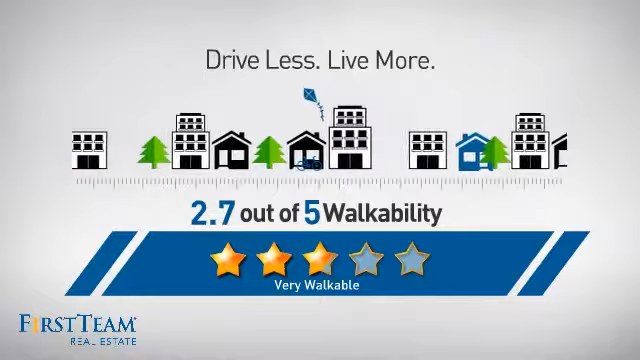 Drive Less. Live More.
2.7 out of 5 Walkability
Very Walkable
FIRSTTEAM®
REAL ESTATE